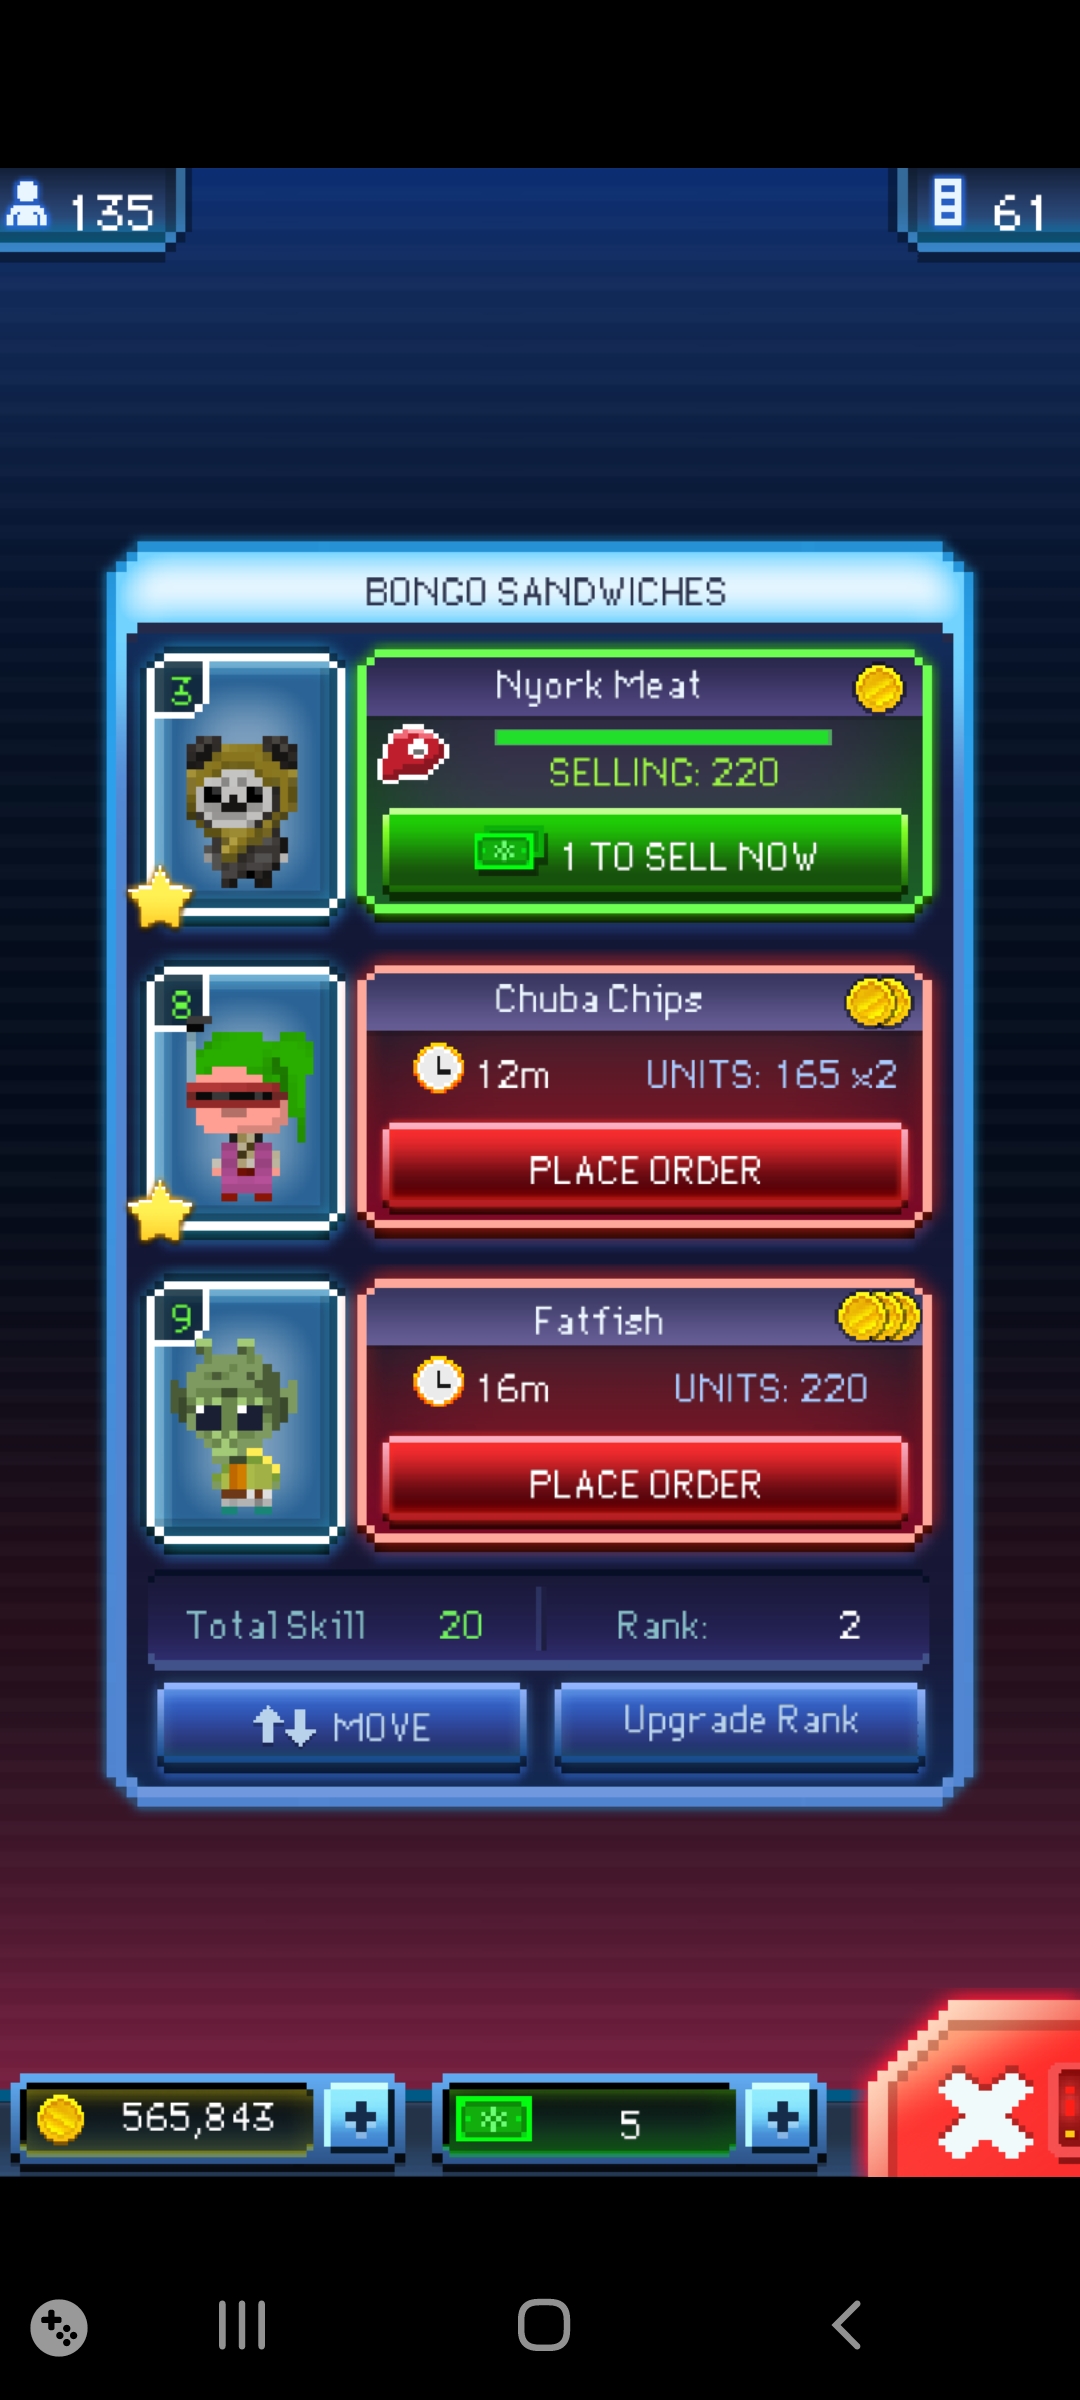 135
61
BONGO SANDWICHES
3
Nyork Meat
SELLING: 220
1 TO SELL NOW
8
Chuba Chips
12m
UNITS: 165 x2
PLACE ORDER
9
Fatfish
16m
UNITS: 220
PLACE ORDER
Total Skill 20
Rank: 2
MOVE
Upgrade Rank
565,843
5